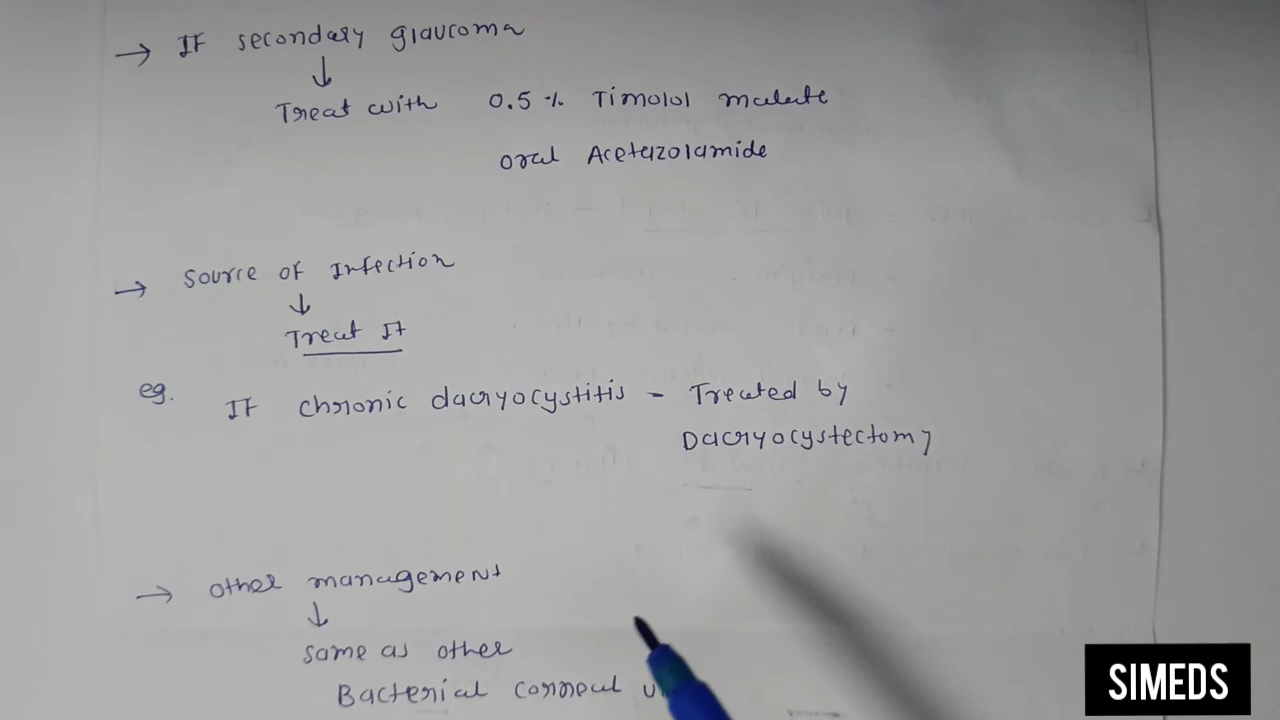 → If secondary glaucoma
↓
Treat with 0.5 % Timolol maleate
oral Acetazolamide
→ Source of Infection
↓
Treat It
eg. If chronic dacryocystitis - Treated by
Dacryocystectomy
→ other management
↓
same as other
Bacterial corneal
SIMEDS